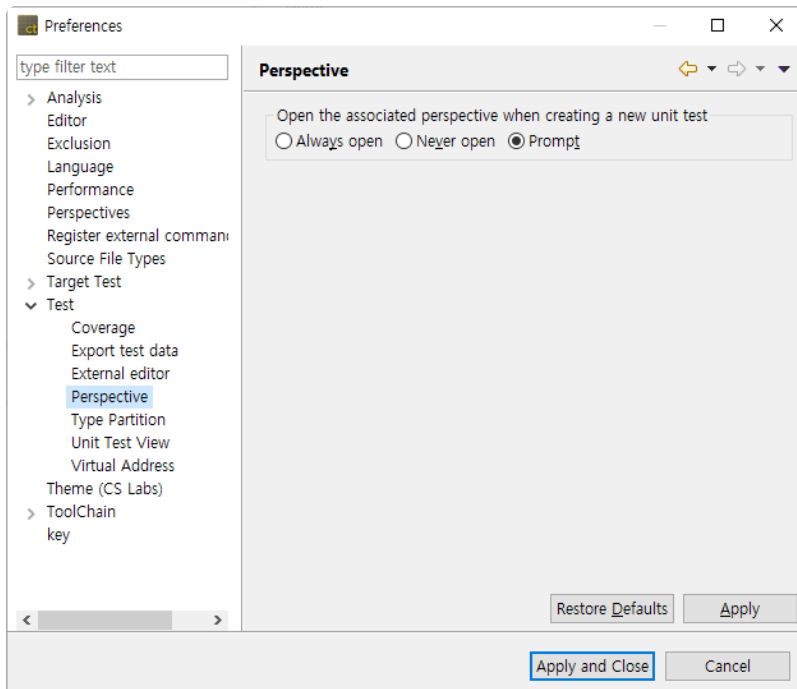 ct Preferences
type filter text
Perspective
Analysis
Editor
Exclusion
Language
Performance
Perspectives
Register external comman
Source File Types
Target Test
Test
Coverage
Export test data
External editor
Perspective
Type Partition
Unit Test View
Virtual Address
Theme (CS Labs)
ToolChain
key
Open the associated perspective when creating a new unit test
Always open Never open Prompt
Restore Defaults Apply
Apply and Close Cancel